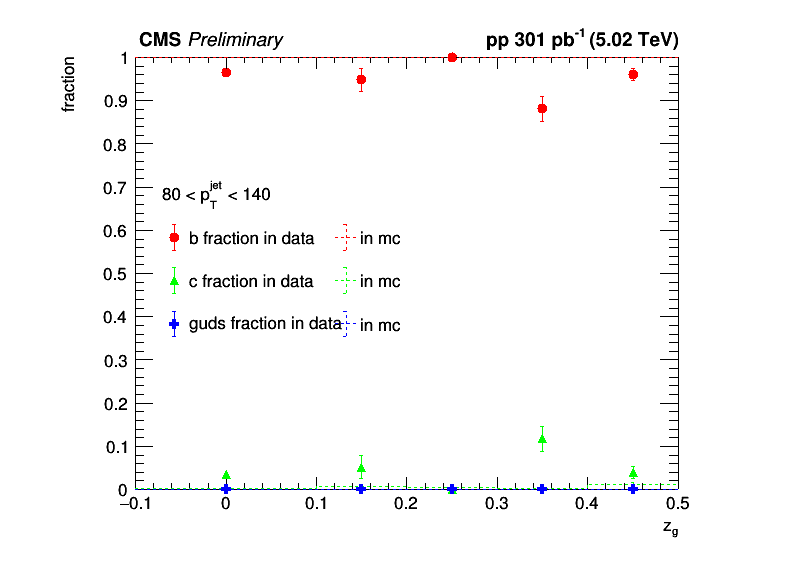 CMS Preliminary pp 301 pb-1 (5.02 TeV)
fraction
1
0.9
0.8
0.7
0.6
0.5
0.4
0.3
0.2
0.1
0
80 < pTjet < 140
b fraction in data in mc
c fraction in data in mc
guds fraction in data in mc
−0.1 0 0.1 0.2 0.3 0.4 0.5
zg